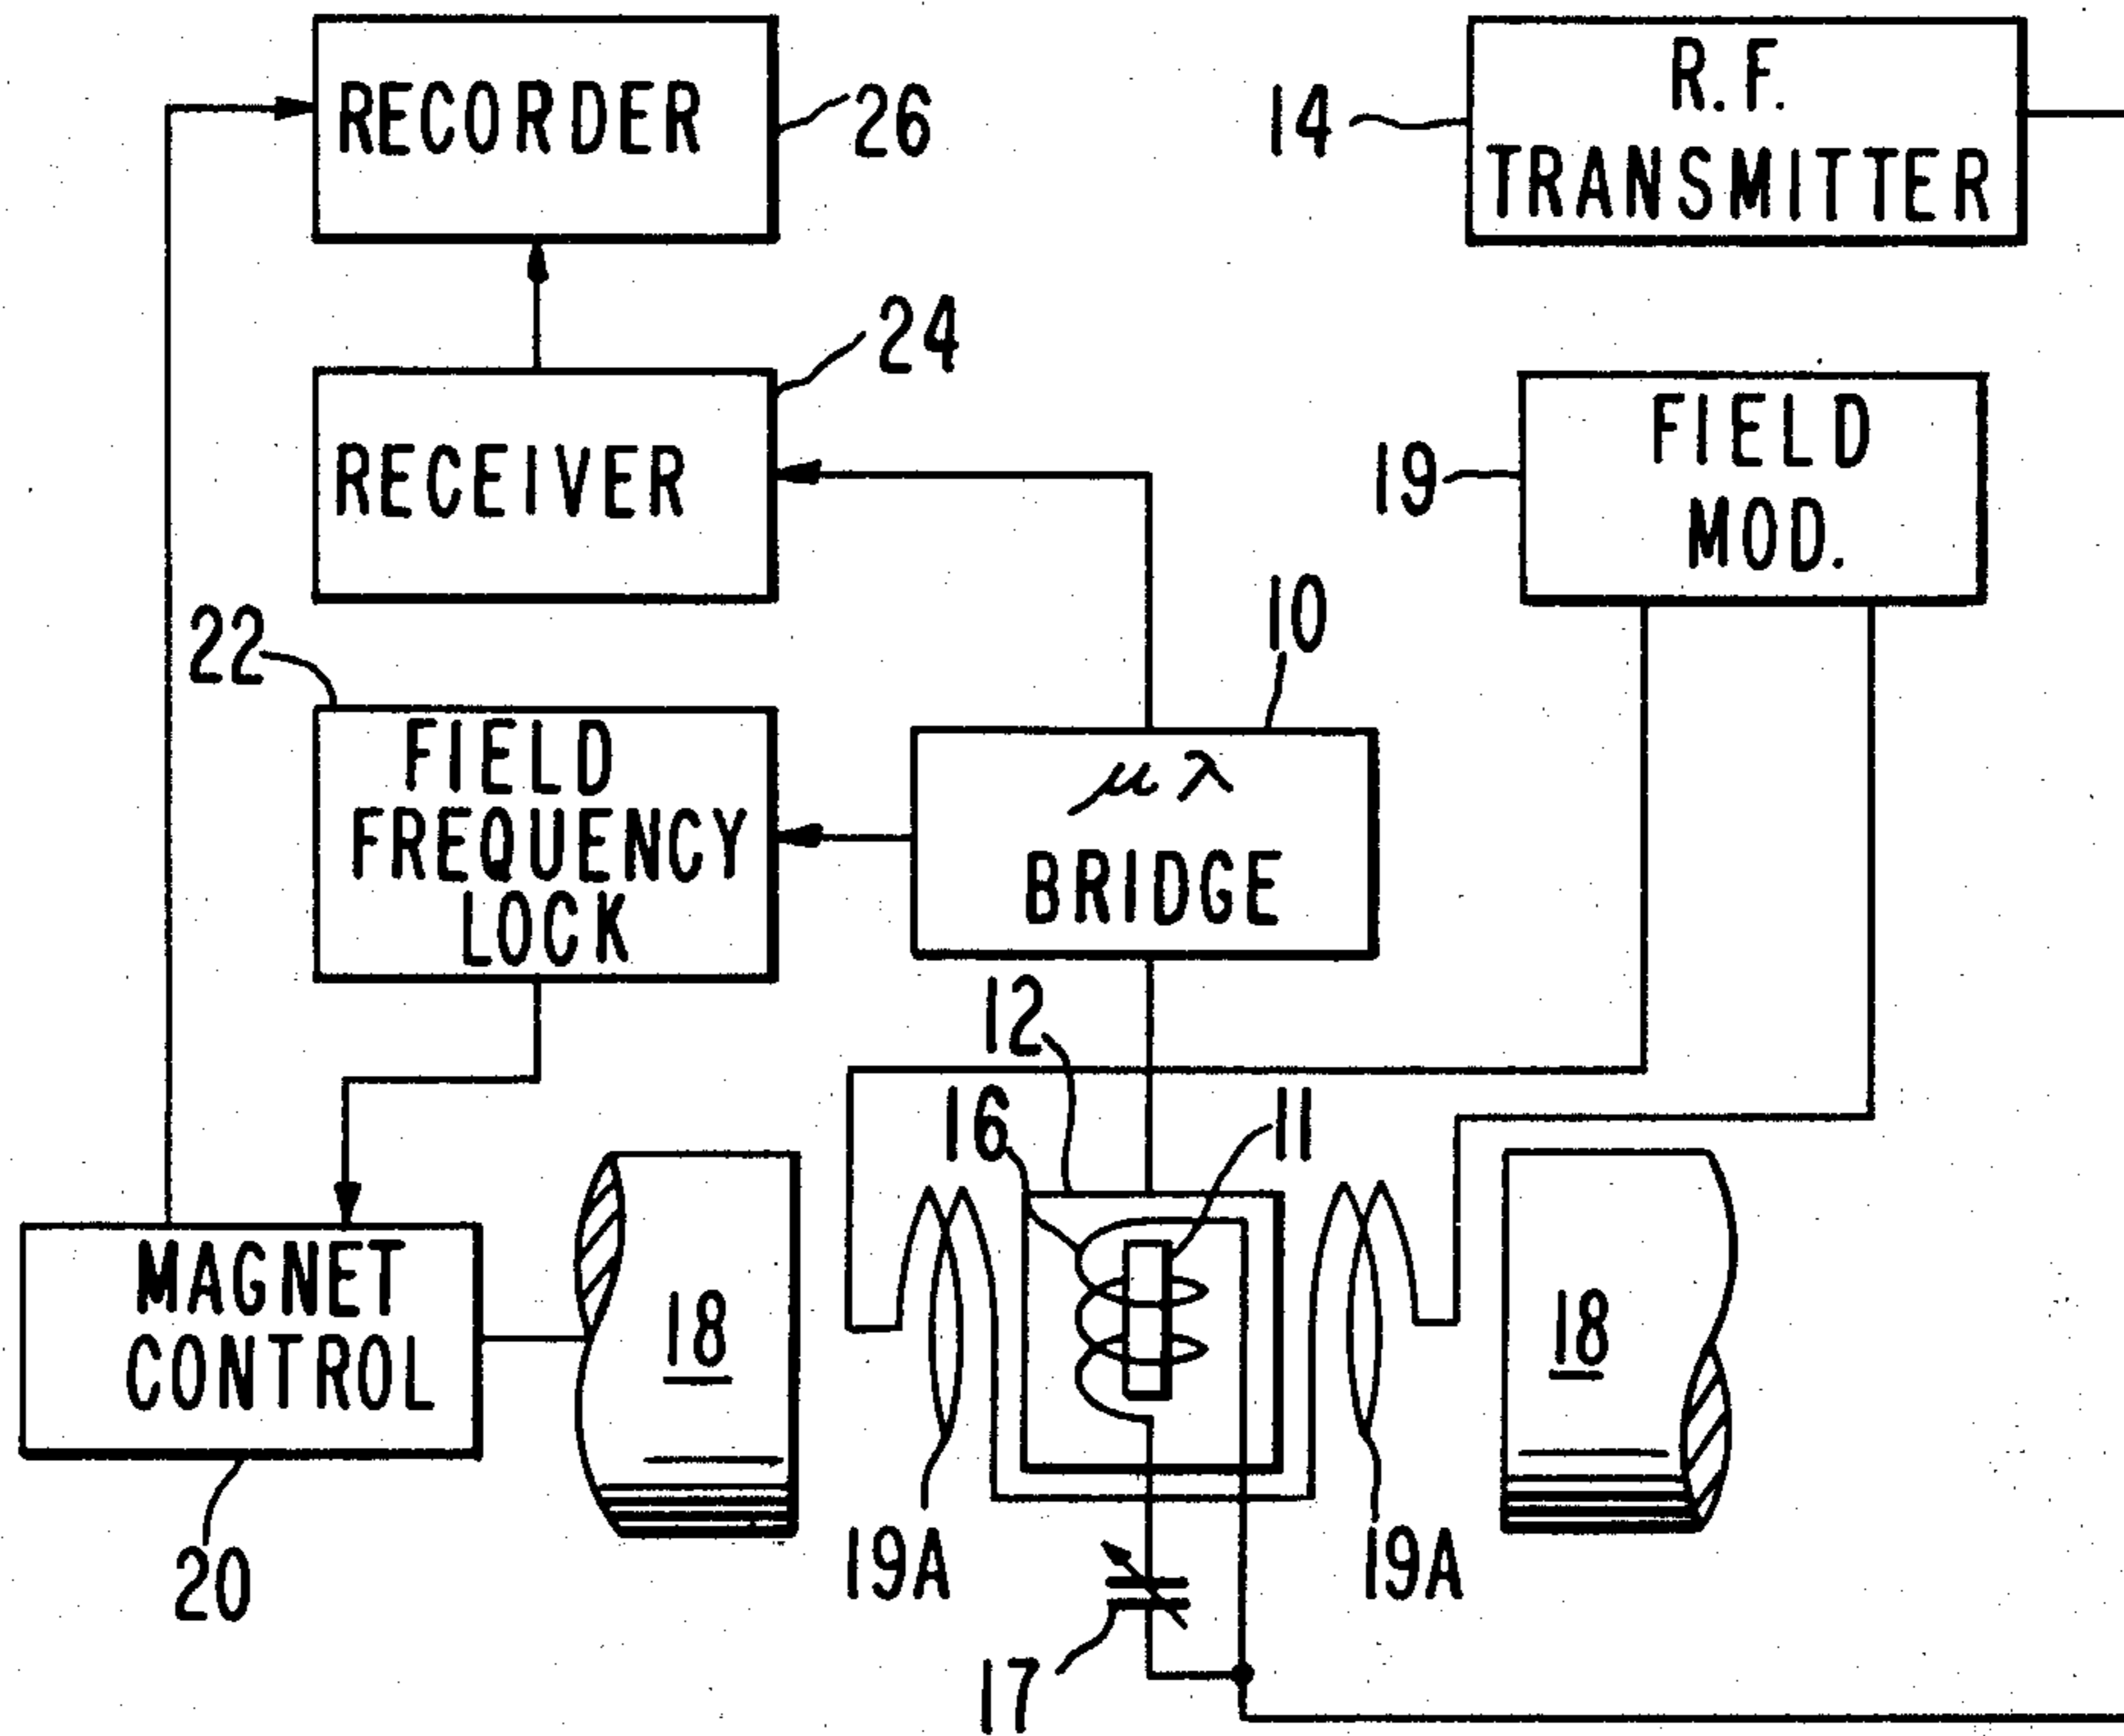 RECORDER
26
14
R.F.
TRANSMITTER
24
RECEIVER
19
FIELD
MOD.
22
10
FIELD
FREQUENCY
LOCK
μλ
BRIDGE
12
16
11
MAGNET
CONTROL
18
18
20
19A
19A
17